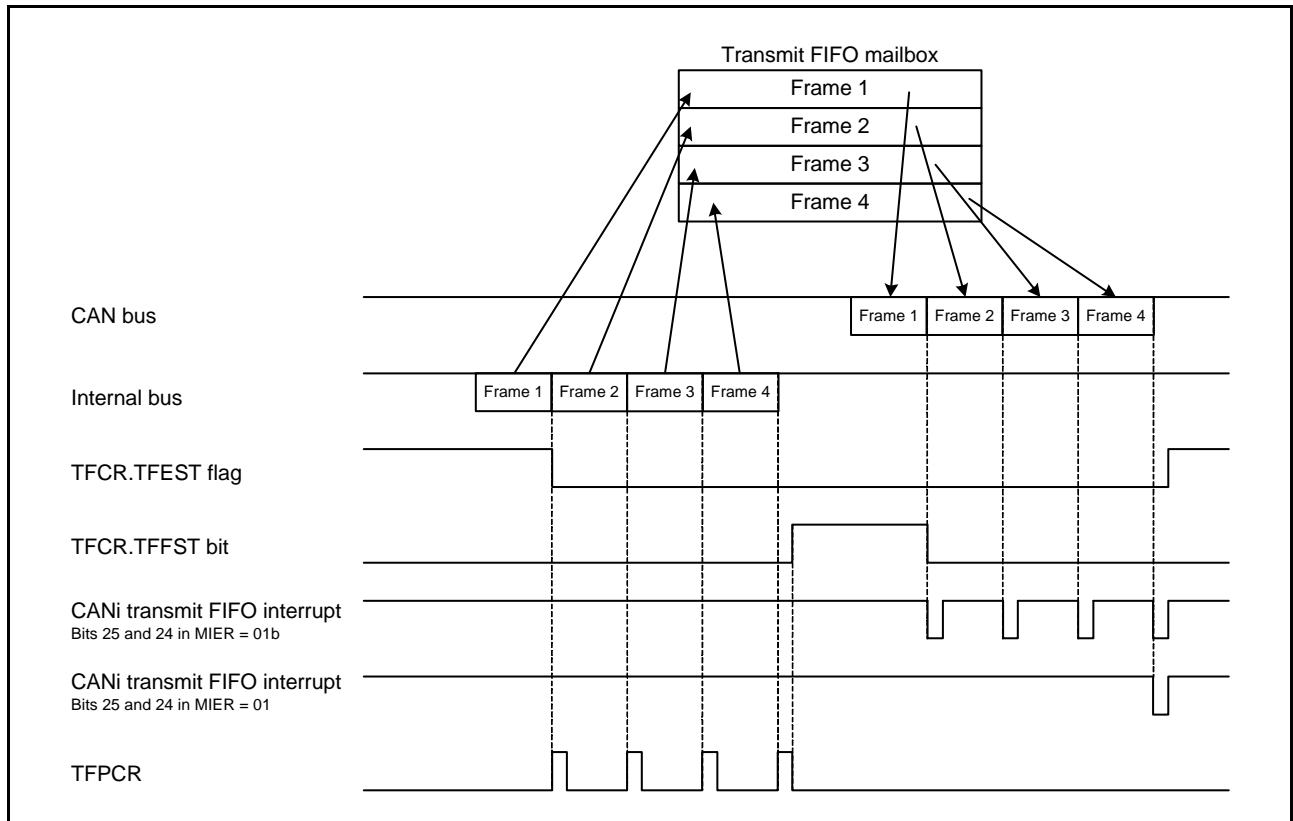 Transmit FIFO mailbox
Frame 1
Frame 2
Frame 3
Frame 4
CAN bus
Frame 1 Frame 2 Frame 3 Frame 4
Internal bus
Frame 1 Frame 2 Frame 3 Frame 4
TFCR.TFEST flag
TFCR.TFFST bit
CANi transmit FIFO interrupt
Bits 25 and 24 in MIER = 01b
CANi transmit FIFO interrupt
Bits 25 and 24 in MIER = 01
TFPCR